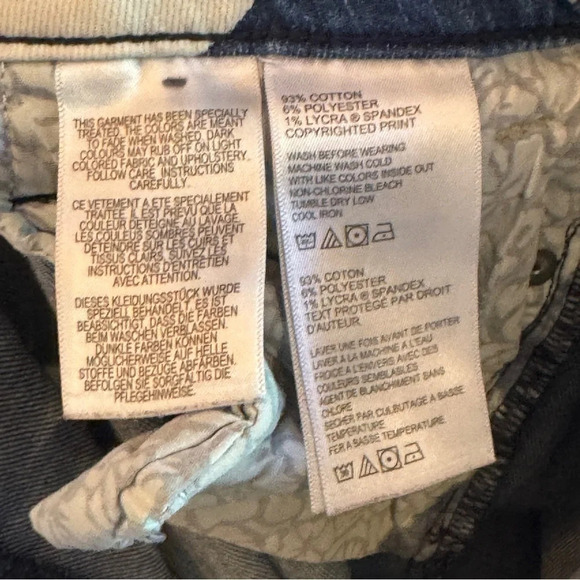 THIS GARMENT HAS BEEN SPECIALLY
TREATED. THE COLORS ARE MEANT
TO FADE WHEN WASHED. DARK
COLOURS MAY RUB OFF ON LIGHT
COLORED FABRIC AND UPHOLSTERY.
FOLLOW CARE INSTRUCTIONS
CAREFULLY.
CE VETEMENT A ETE SPECIALEMENT
TRAITÉE. IL EST PRÉVU QUE LA
COULEUR DÉTEIGNE. AU LAVAGE
LES COULEURS SOMBRES PEUVENT
DÉTEINDRE SUR LES CUIRS ET
TISSUS CLAIRS, SUIVEZ LES
INSTRUCTIONS D'ENTRETIEN
AVEC ATTENTION.
DIESES KLEIDUNGSSTÜCK WURDE
SPEZIELL BEHANDELT. ES IST
BEABSICHTIGT, DASS DIE FARBEN
BEIM WASCHEN VERBLASSEN.
DUNKLE FARBEN KÖNNEN
MÖGLICHERWEISE AUF HELLE
STOFFE UND BEZÜGE ABFÄRBEN.
BEFOLGEN SIE SORGFÄLTIG DIE
PFLEGEHINWEISE.
93% COTTON
6% POLYESTER
1% LYCRA ® SPANDEX
COPYRIGHTED PRINT
WASH BEFORE WEARING
MACHINE WASH COLD
WITH LIKE COLORS INSIDE OUT
NON-CHLORINE BLEACH
TUMBLE DRY LOW
COOL IRON
93% COTON
6% POLYESTER
1% LYCRA ® SPANDEX
TEXT PROTÉGÉ PAR DROIT
D'AUTEUR
LAVER UNE FOIS AVANT DE PORTER
LAVER A LA MACHINE A L'EAU
FROIDE A L'ENVERS AVEC DES
COULEURS SEMBLABLES
AGENT DE BLANCHIMENT SANS
CHLORE
SÉCHER PAR CULBUTAGE A BASSE
TEMPERATURE
FER A BASSE TEMPÉRATURE